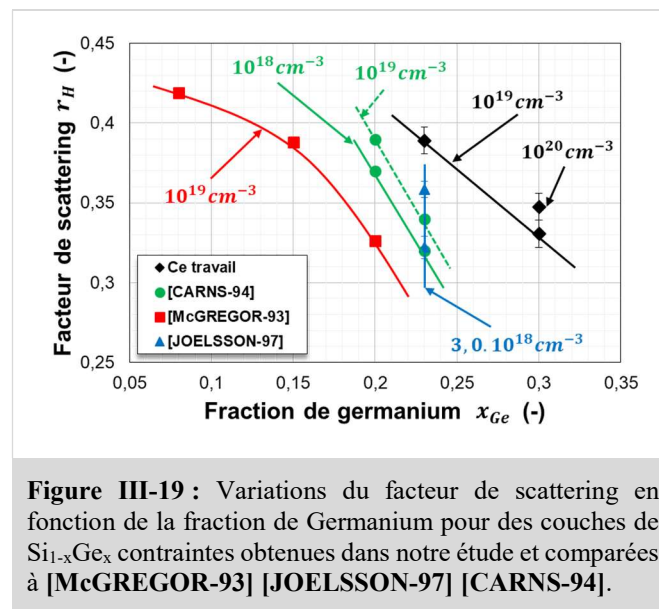 0,45
0,4
0,35
0,3
0,25
Facteur de scattering r_H (-)
10^18 cm^-3
10^19 cm^-3
10^19 cm^-3
10^20 cm^-3
10^19 cm^-3
3,0.10^18 cm^-3
Ce travail
[CARNS-94]
[McGREGOR-93]
[JOELSSON-97]
0,05 0,1 0,15 0,2 0,25 0,3 0,35
Fraction de germanium x_Ge (-)
Figure III-19 : Variations du facteur de scattering en
fonction de la fraction de Germanium pour des couches de
Si1-xGex contraintes obtenues dans notre étude et comparées
à [McGREGOR-93] [JOELSSON-97] [CARNS-94].